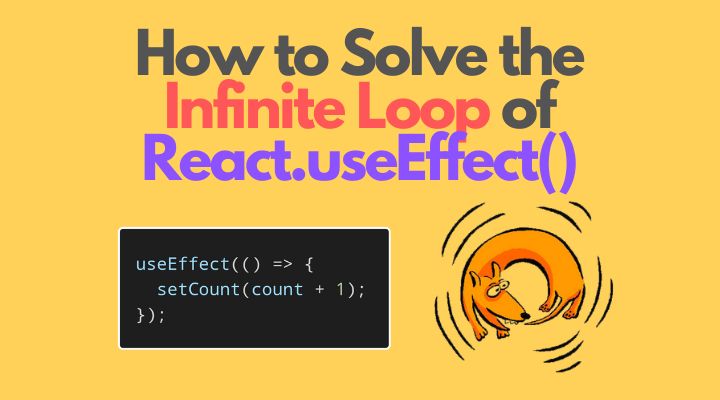 How to Solve the
Infinite Loop of
React.useEffect()
useEffect(() => {
  setCount(count + 1);
});